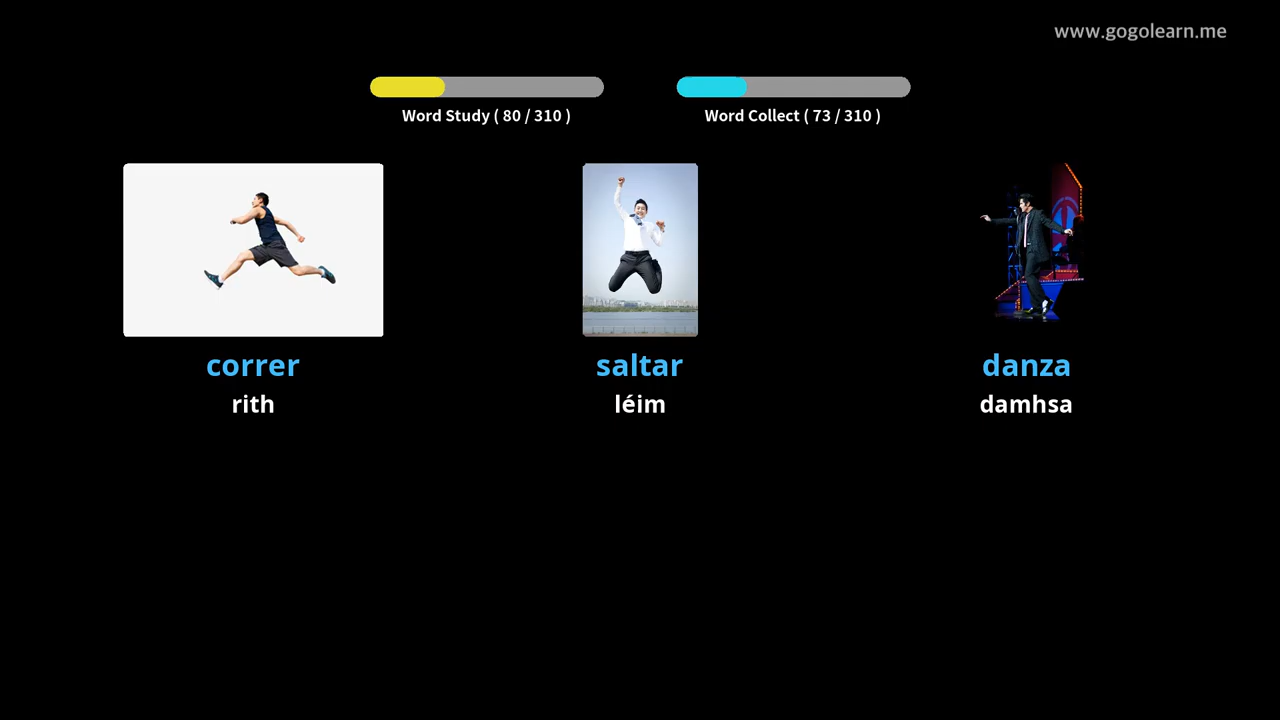 www.gogolearn.me
Word Study ( 80 / 310 )
Word Collect ( 73 / 310 )
correr
saltar
danza
rith
léim
damhsa